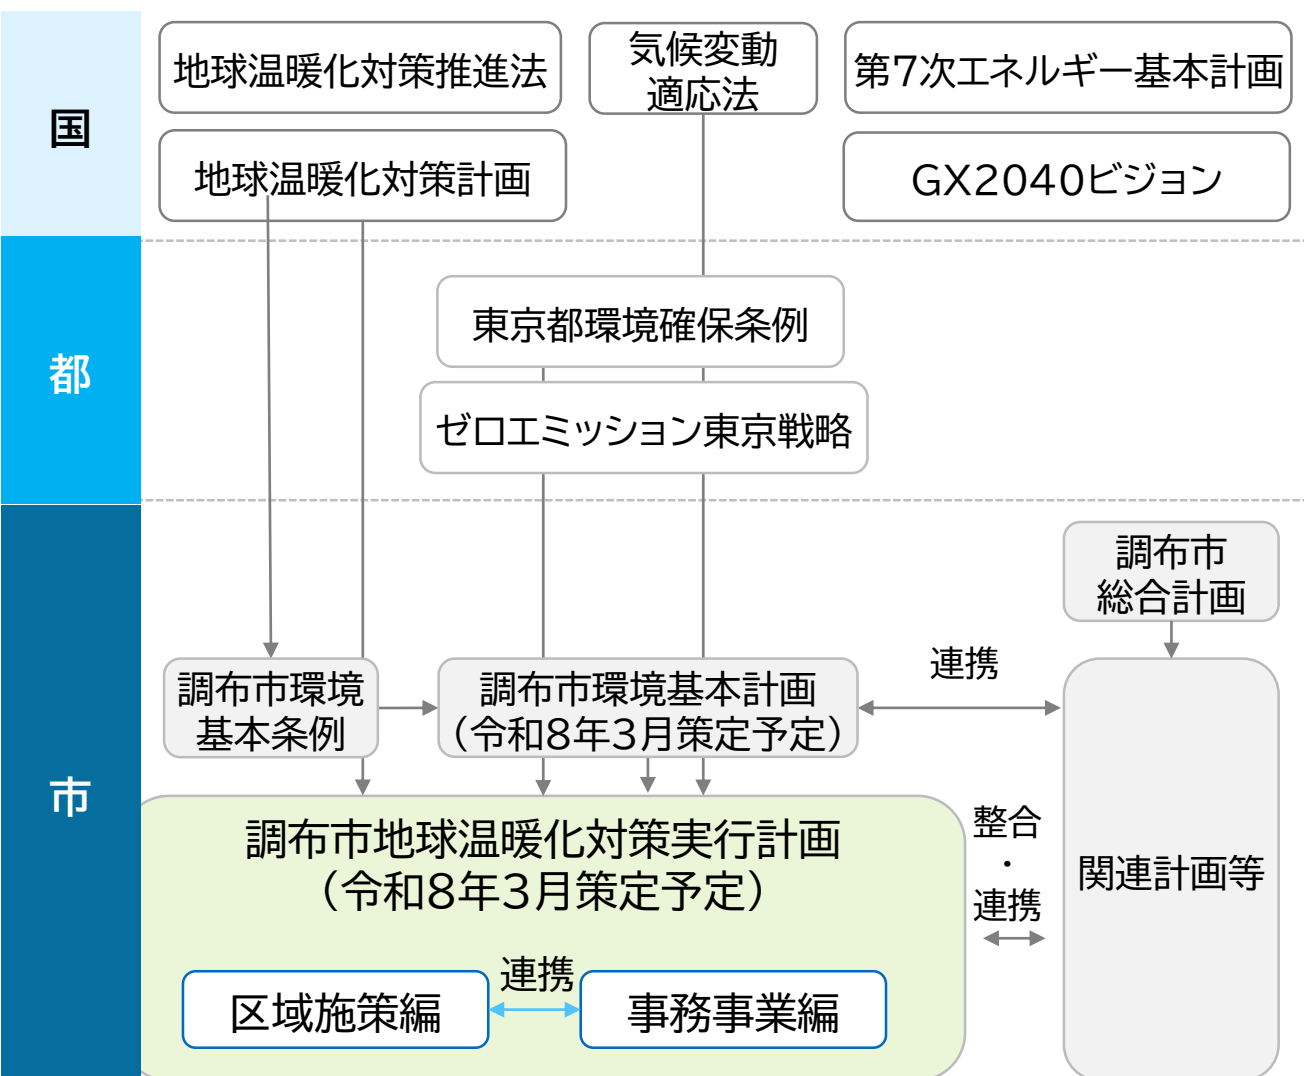 国
地球温暖化対策推進法
気候変動
適応法
第7次エネルギー基本計画
地球温暖化対策計画
GX2040ビジョン
都
東京都環境確保条例
ゼロエミッション東京戦略
市
調布市
総合計画
調布市環境
基本条例
調布市環境基本計画
（令和8年3月策定予定）
連携
調布市地球温暖化対策実行計画
（令和8年3月策定予定）
整合
・
連携
関連計画等
区域施策編
連携
事務事業編